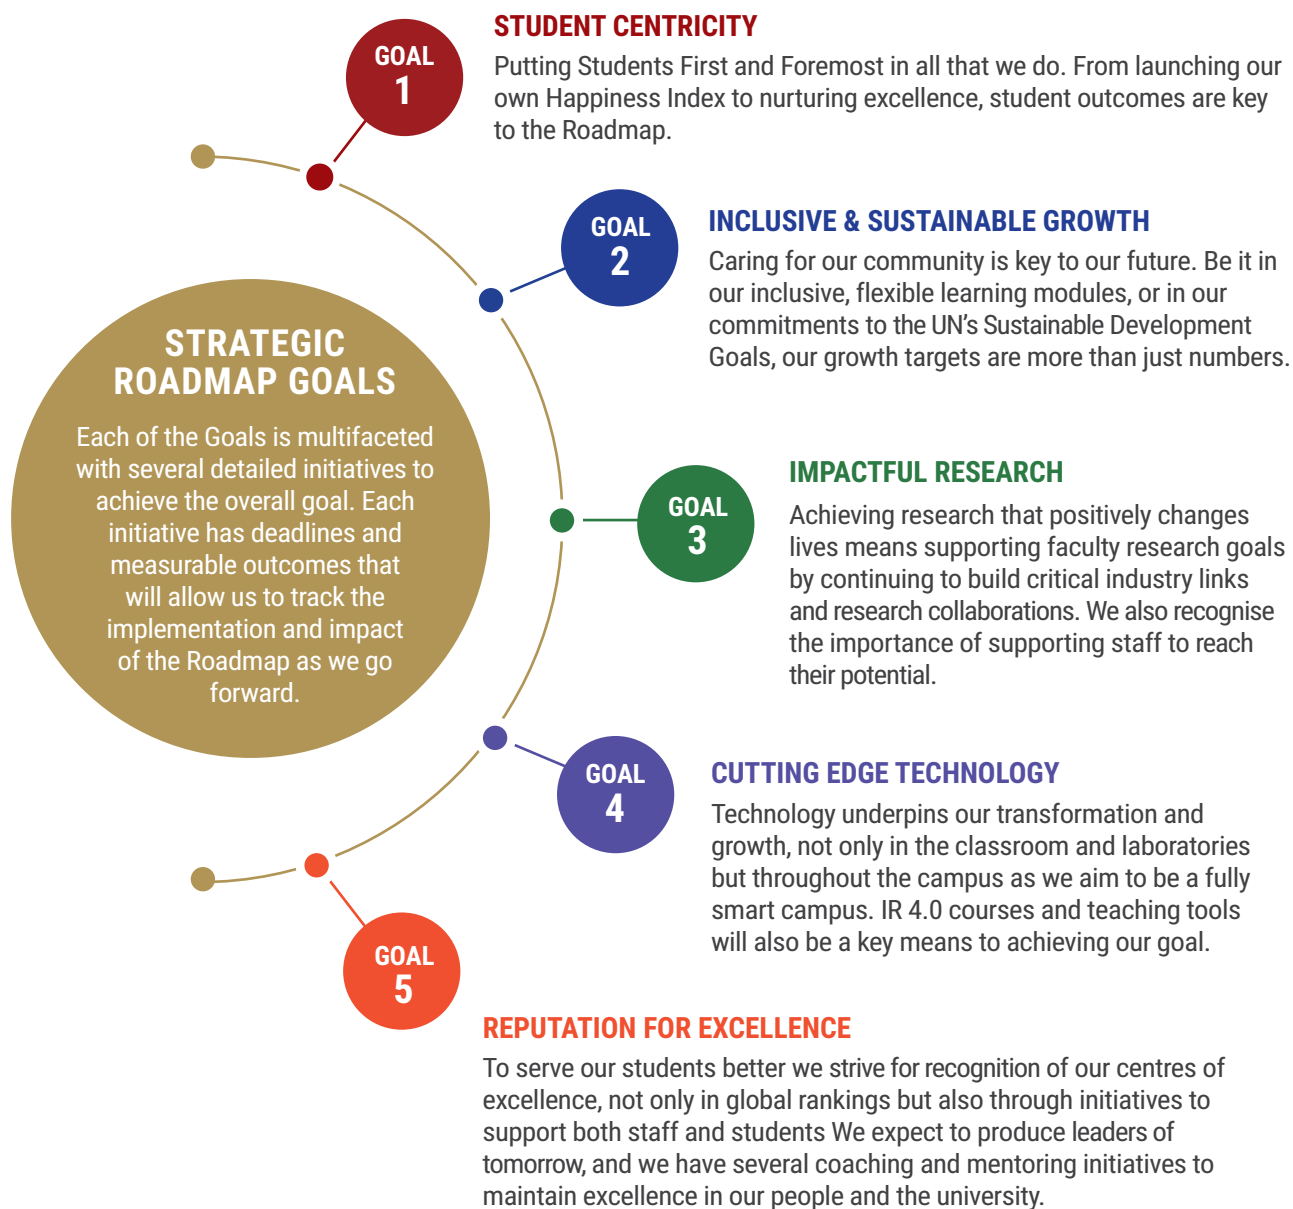 GOAL
1
STUDENT CENTRICITY
Putting Students First and Foremost in all that we do. From launching our
own Happiness Index to nurturing excellence, student outcomes are key
to the Roadmap.
GOAL
2
INCLUSIVE & SUSTAINABLE GROWTH
Caring for our community is key to our future. Be it in
our inclusive, flexible learning modules, or in our
commitments to the UN's Sustainable Development
Goals, our growth targets are more than just numbers.
STRATEGIC
ROADMAP GOALS
Each of the Goals is multifaceted
with several detailed initiatives to
achieve the overall goal. Each
initiative has deadlines and
measurable outcomes that
will allow us to track the
implementation and impact
of the Roadmap as we go
forward.
GOAL
3
IMPACTFUL RESEARCH
Achieving research that positively changes
lives means supporting faculty research goals
by continuing to build critical industry links
and research collaborations. We also recognise
the importance of supporting staff to reach
their potential.
GOAL
4
CUTTING EDGE TECHNOLOGY
Technology underpins our transformation and
growth, not only in the classroom and laboratories
but throughout the campus as we aim to be a fully
smart campus. IR 4.0 courses and teaching tools
will also be a key means to achieving our goal.
GOAL
5
REPUTATION FOR EXCELLENCE
To serve our students better we strive for recognition of our centres of
excellence, not only in global rankings but also through initiatives to
support both staff and students We expect to produce leaders of
tomorrow, and we have several coaching and mentoring initiatives to
maintain excellence in our people and the university.